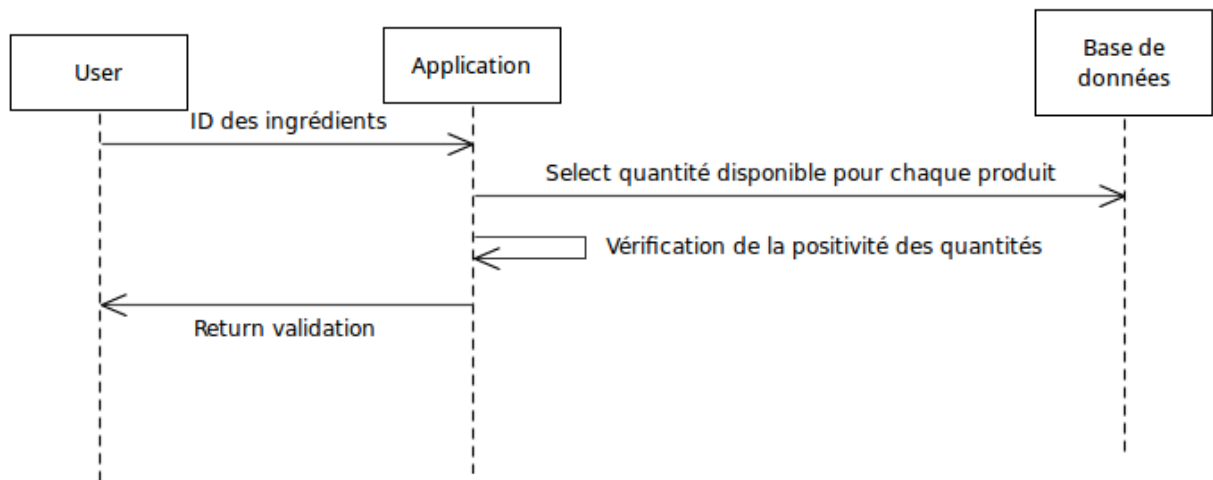 User
Application
Base de
données
ID des ingrédients
Select quantité disponible pour chaque produit
Vérification de la positivité des quantités
Return validation